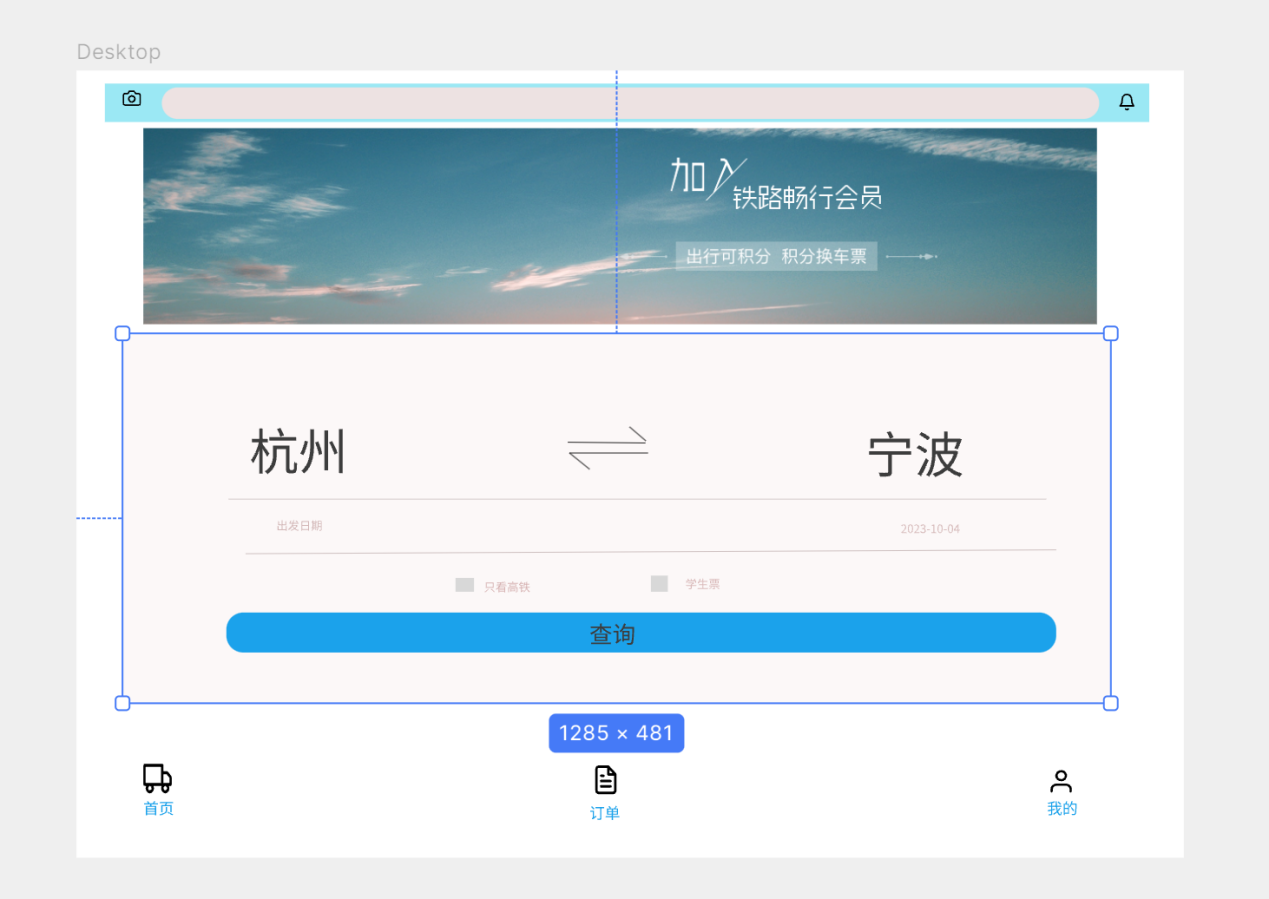 Desktop
加入
铁路畅行会员
出行可积分 积分换车票
杭州 宁波
出发日期 2023-10-04
只看高铁 学生票
查询
1285 × 481
首页 订单 我的